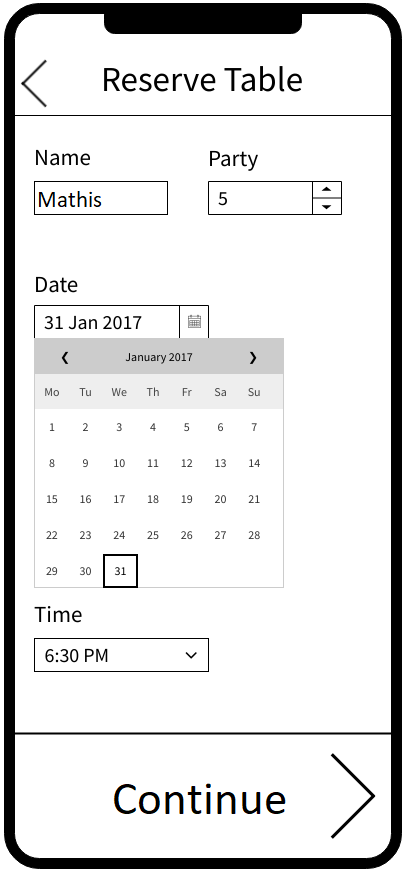 Reserve Table
Name
Party
Mathis
5
Date
31 Jan 2017
January 2017
Mo Tu We Th Fr Sa Su
1 2 3 4 5 6 7
8 9 10 11 12 13 14
15 16 17 18 19 20 21
22 23 24 25 26 27 28
29 30 31
Time
6:30 PM
Continue